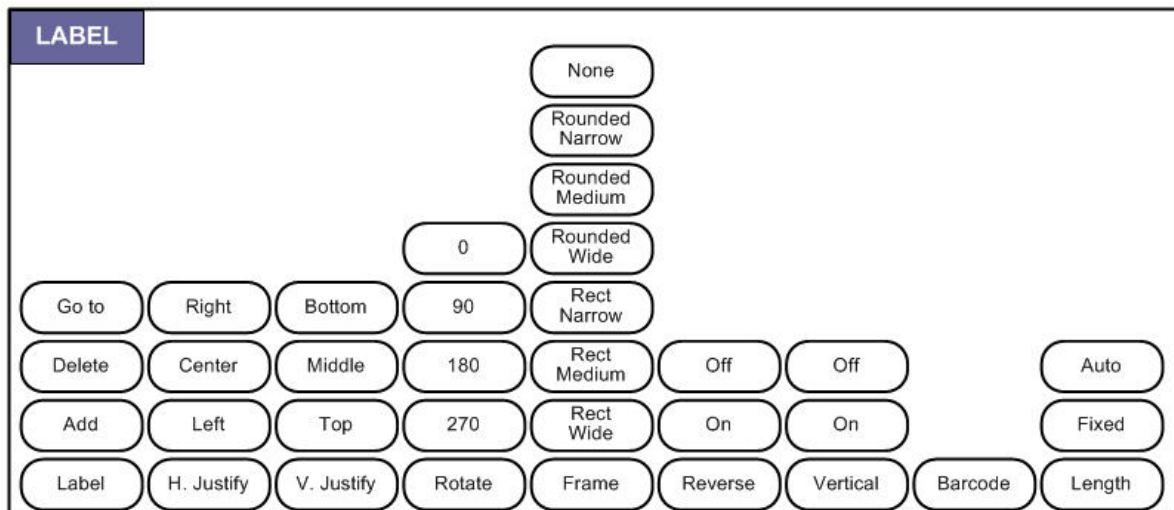 LABEL
None
Rounded
Narrow
Rounded
Medium
0
Rounded
Wide
Go to
Right
Bottom
90
Rect
Narrow
Delete
Center
Middle
180
Rect
Medium
Off
Off
Auto
Add
Left
Top
270
Rect
Wide
On
On
Fixed
Label
H. Justify
V. Justify
Rotate
Frame
Reverse
Vertical
Barcode
Length